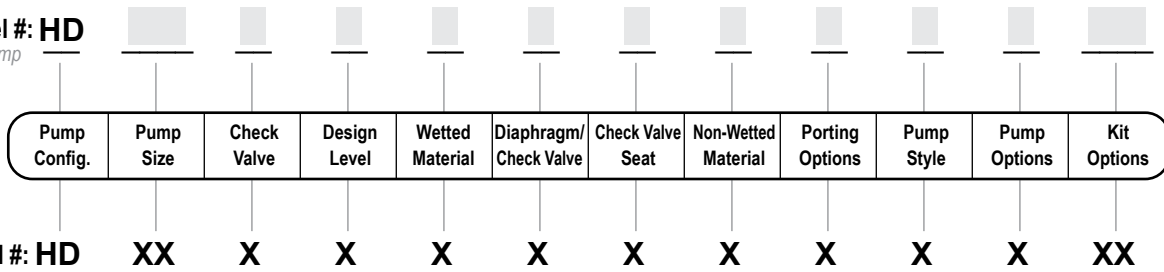 el #: HD
mp
Pump Config.
Pump Size
Check Valve
Design Level
Wetted Material
Diaphragm/ Check Valve
Check Valve Seat
Non-Wetted Material
Porting Options
Pump Style
Pump Options
Kit Options
l #: HD XX X X X X X X X X X XX